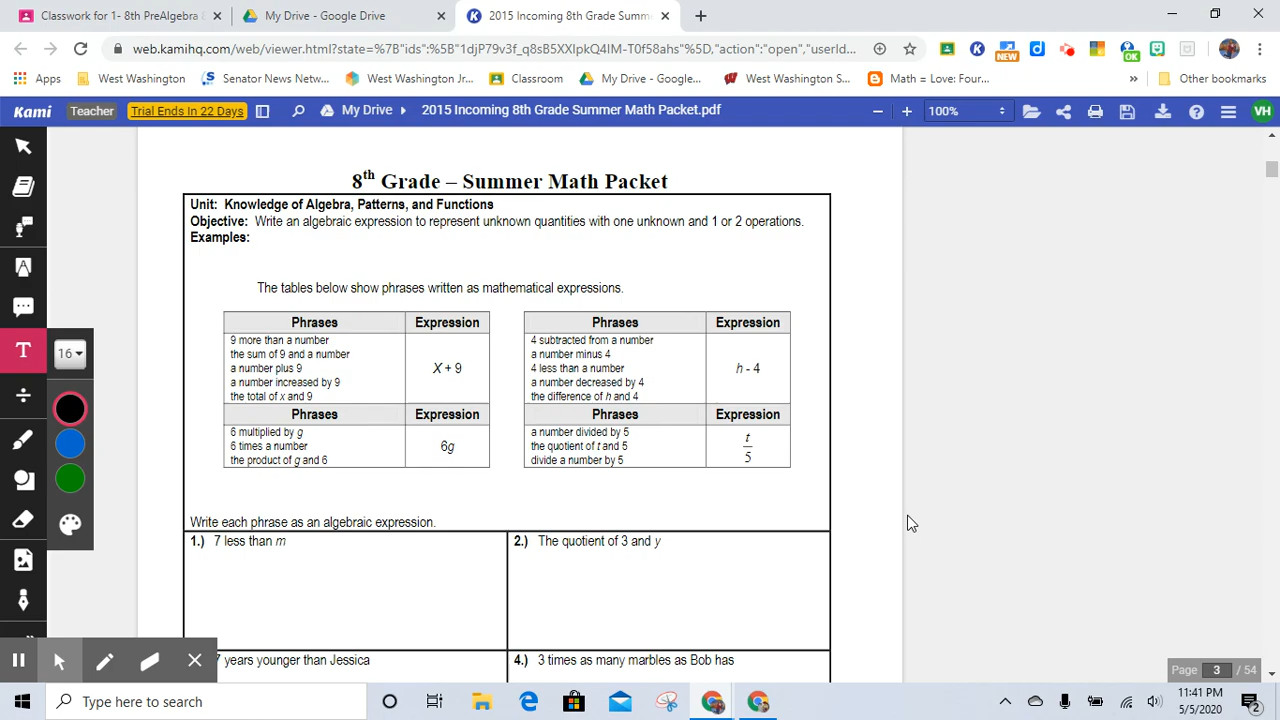 Classwork for 1- 8th PreAlgebra
My Drive - Google Drive
2015 Incoming 8th Grade Summ
web.kamihq.com/web/viewer.html?state=%7B"ids":%5B"1djP79v3f_q8sB5XXIpkQ4IM-T0f58ahs"%5D,"action":"open","userId...
NEW
OK
Apps
West Washington
Senator News Netw...
West Washington Jr...
Classroom
My Drive - Google...
West Washington S...
Math = Love: Four...
»
Other bookmarks
Kami
Teacher
Trial Ends In 22 Days
My Drive
2015 Incoming 8th Grade Summer Math Packet.pdf
100%
VH
8th Grade – Summer Math Packet
Unit: Knowledge of Algebra, Patterns, and Functions
Objective: Write an algebraic expression to represent unknown quantities with one unknown and 1 or 2 operations.
Examples:
The tables below show phrases written as mathematical expressions.
Phrases Expression
9 more than a number
the sum of 9 and a number
a number plus 9
a number increased by 9
the total of x and 9
X + 9
Phrases Expression
6 multiplied by g
6 times a number
the product of g and 6
6g
Phrases Expression
4 subtracted from a number
a number minus 4
4 less than a number
a number decreased by 4
the difference of h and 4
h - 4
Phrases Expression
a number divided by 5
the quotient of t and 5
divide a number by 5
t
5
Write each phrase as an algebraic expression.
1.) 7 less than m
2.) The quotient of 3 and y
7 years younger than Jessica
4.) 3 times as many marbles as Bob has
T
16
Page 3 / 54
Type here to search
11:41 PM
5/5/2020
2